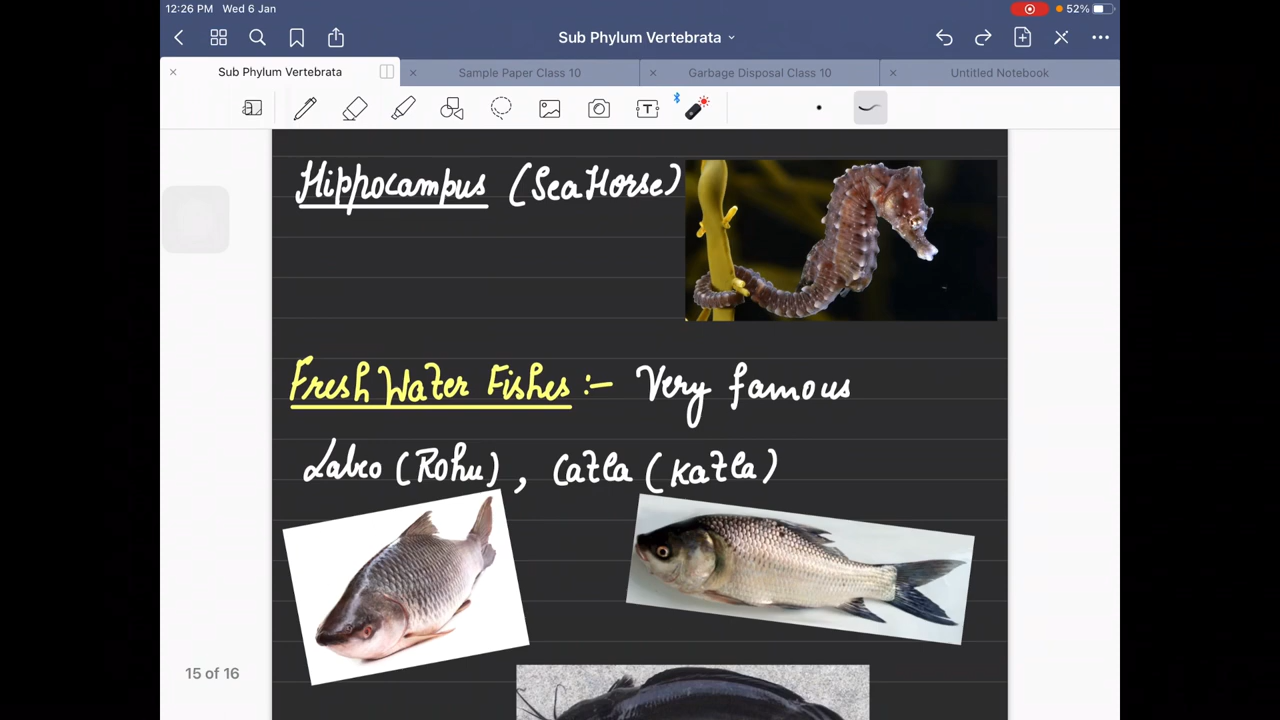 12:26 PM Wed 6 Jan
52%
Sub Phylum Vertebrata
Sub Phylum Vertebrata
Sample Paper Class 10
Garbage Disposal Class 10
Untitled Notebook
T
Hippocampus (Sea Horse)
Fresh Water Fishes :- Very famous
Labeo (Rohu), Catla (Katla)
15 of 16